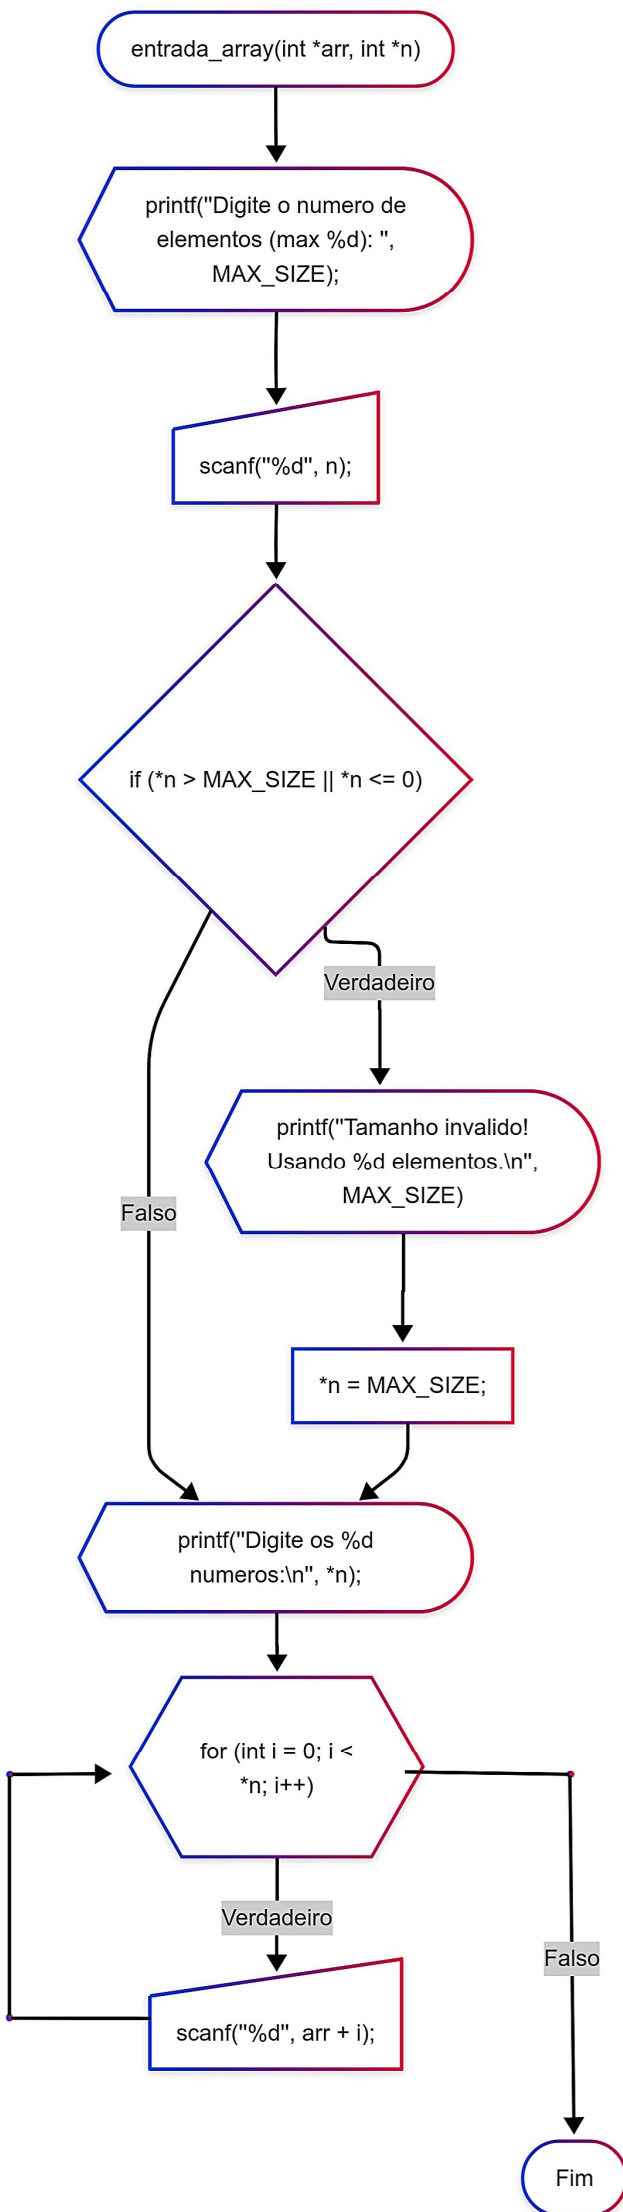 entrada_array(int *arr, int *n)
printf("Digite o numero de
elementos (max %d): ",
MAX_SIZE);
scanf("%d", n);
if (*n > MAX_SIZE || *n <= 0)
Verdadeiro
printf("Tamanho invalido!
Usando %d elementos.\n",
MAX_SIZE)
Falso
*n = MAX_SIZE;
printf("Digite os %d
numeros:\n", *n);
for (int i = 0; i <
*n; i++)
Verdadeiro
Falso
scanf("%d", arr + i);
Fim